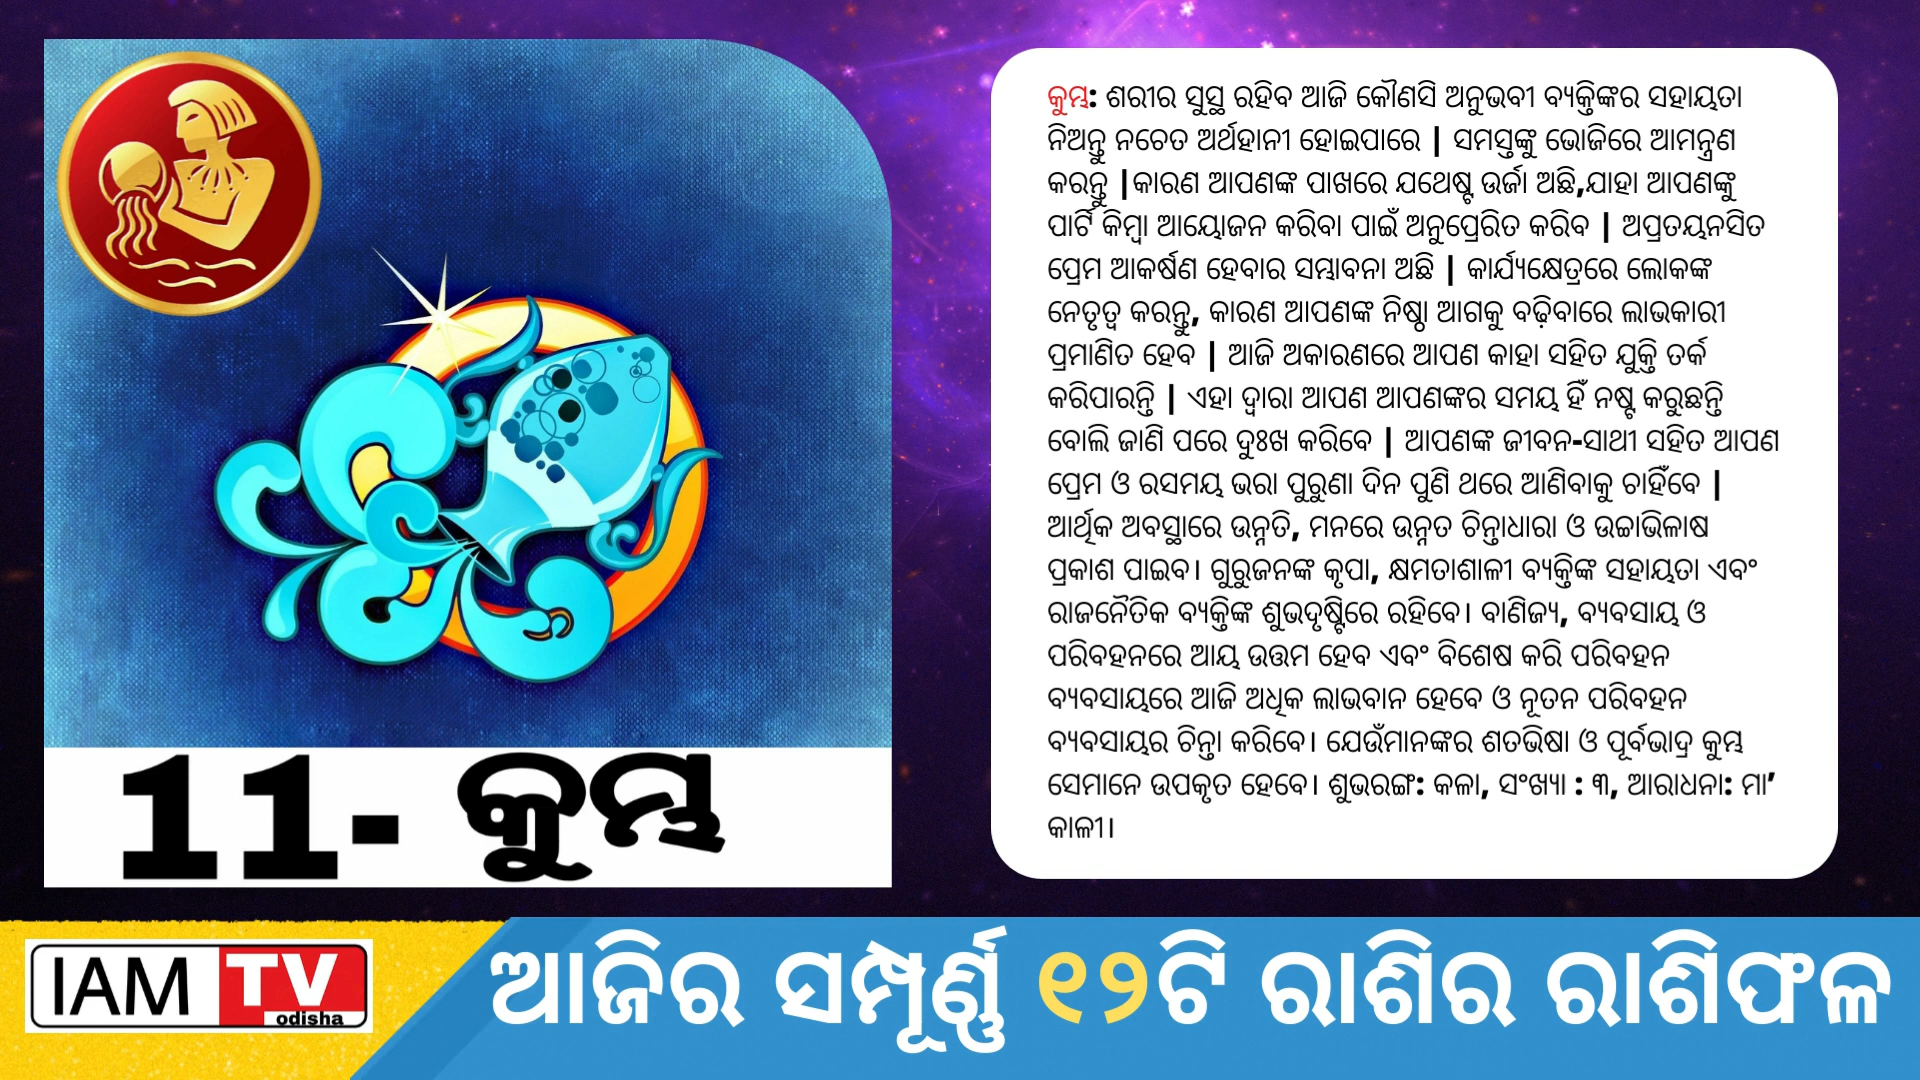 କୁମ୍ଭ: ଶରୀର ସୁସ୍ଥ ରହିବ ଆଜି କୌଣସି ଅନୁଭବୀ ବ୍ୟକ୍ତିଙ୍କର ସହାୟତା
ନିଅନ୍ତୁ ନଚେତ ଅର୍ଥହାନୀ ହୋଇପାରେ | ସମସ୍ତଙ୍କୁ ଭୋଜିରେ ଆମନ୍ତ୍ରଣ
କରନ୍ତୁ |କାରଣ ଆପଣଙ୍କ ପାଖରେ ଯଥେଷ୍ଟ ଉର୍ଜା ଅଛି,ଯାହା ଆପଣଙ୍କୁ
ପାର୍ଟି କିମ୍ବା ଆୟୋଜନ କରିବା ପାଇଁ ଅନୁପ୍ରେରିତ କରିବ | ଅପ୍ରତୟନସିତ
ପ୍ରେମ ଆକର୍ଷଣ ହେବାର ସମ୍ଭାବନା ଅଛି | କାର୍ଯ୍ୟକ୍ଷେତ୍ରରେ ଲୋକଙ୍କ
ନେତୃତ୍ୱ କରନ୍ତୁ, କାରଣ ଆପଣଙ୍କ ନିଷ୍ଠା ଆଗକୁ ବଢ଼ିବାରେ ଲାଭକାରୀ
ପ୍ରମାଣିତ ହେବ | ଆଜି ଅକାରଣରେ ଆପଣ କାହା ସହିତ ଯୁକ୍ତି ତର୍କ
କରିପାରନ୍ତି | ଏହା ଦ୍ୱାରା ଆପଣ ଆପଣଙ୍କର ସମୟ ହିଁ ନଷ୍ଟ କରୁଛନ୍ତି
ବୋଲି ଜାଣି ପରେ ଦୁଃଖ କରିବେ | ଆପଣଙ୍କ ଜୀବନ-ସାଥୀ ସହିତ ଆପଣ
ପ୍ରେମ ଓ ରସମୟ ଭରା ପୁରୁଣା ଦିନ ପୁଣି ଥରେ ଆଣିବାକୁ ଚାହିଁବେ |
ଆର୍ଥିକ ଅବସ୍ଥାରେ ଉନ୍ନତି, ମନରେ ଉନ୍ନତ ଚିନ୍ତାଧାରା ଓ ଉଚ୍ଚାଭିଳାଷ
ପ୍ରକାଶ ପାଇବ। ଗୁରୁଜନଙ୍କ କୃପା, କ୍ଷମତାଶାଳୀ ବ୍ୟକ୍ତିଙ୍କ ସହାୟତା ଏବଂ
ରାଜନୈତିକ ବ୍ୟକ୍ତିଙ୍କ ଶୁଭଦୃଷ୍ଟିରେ ରହିବେ। ବାଣିଜ୍ୟ, ବ୍ୟବସାୟ ଓ
ପରିବହନରେ ଆୟ ଉତ୍ତମ ହେବ ଏବଂ ବିଶେଷ କରି ପରିବହନ
ବ୍ୟବସାୟରେ ଆଜି ଅଧିକ ଲାଭବାନ ହେବେ ଓ ନୂତନ ପରିବହନ
ବ୍ୟବସାୟର ଚିନ୍ତା କରିବେ। ଯେଉଁମାନଙ୍କର ଶତଭିଷା ଓ ପୂର୍ବଭାଦ୍ର କୁମ୍ଭ
ସେମାନେ ଉପକୃତ ହେବେ। ଶୁଭରଙ୍ଗ: କଳା, ସଂଖ୍ୟା : ୩, ଆରାଧନା: ମା’
କାଳୀ।
11- କୁମ୍ଭ
IAM TV
odisha
ଆଜିର ସମ୍ପୂର୍ଣ୍ଣ ୧୨ଟି ରାଶିର ରାଶିଫଳ